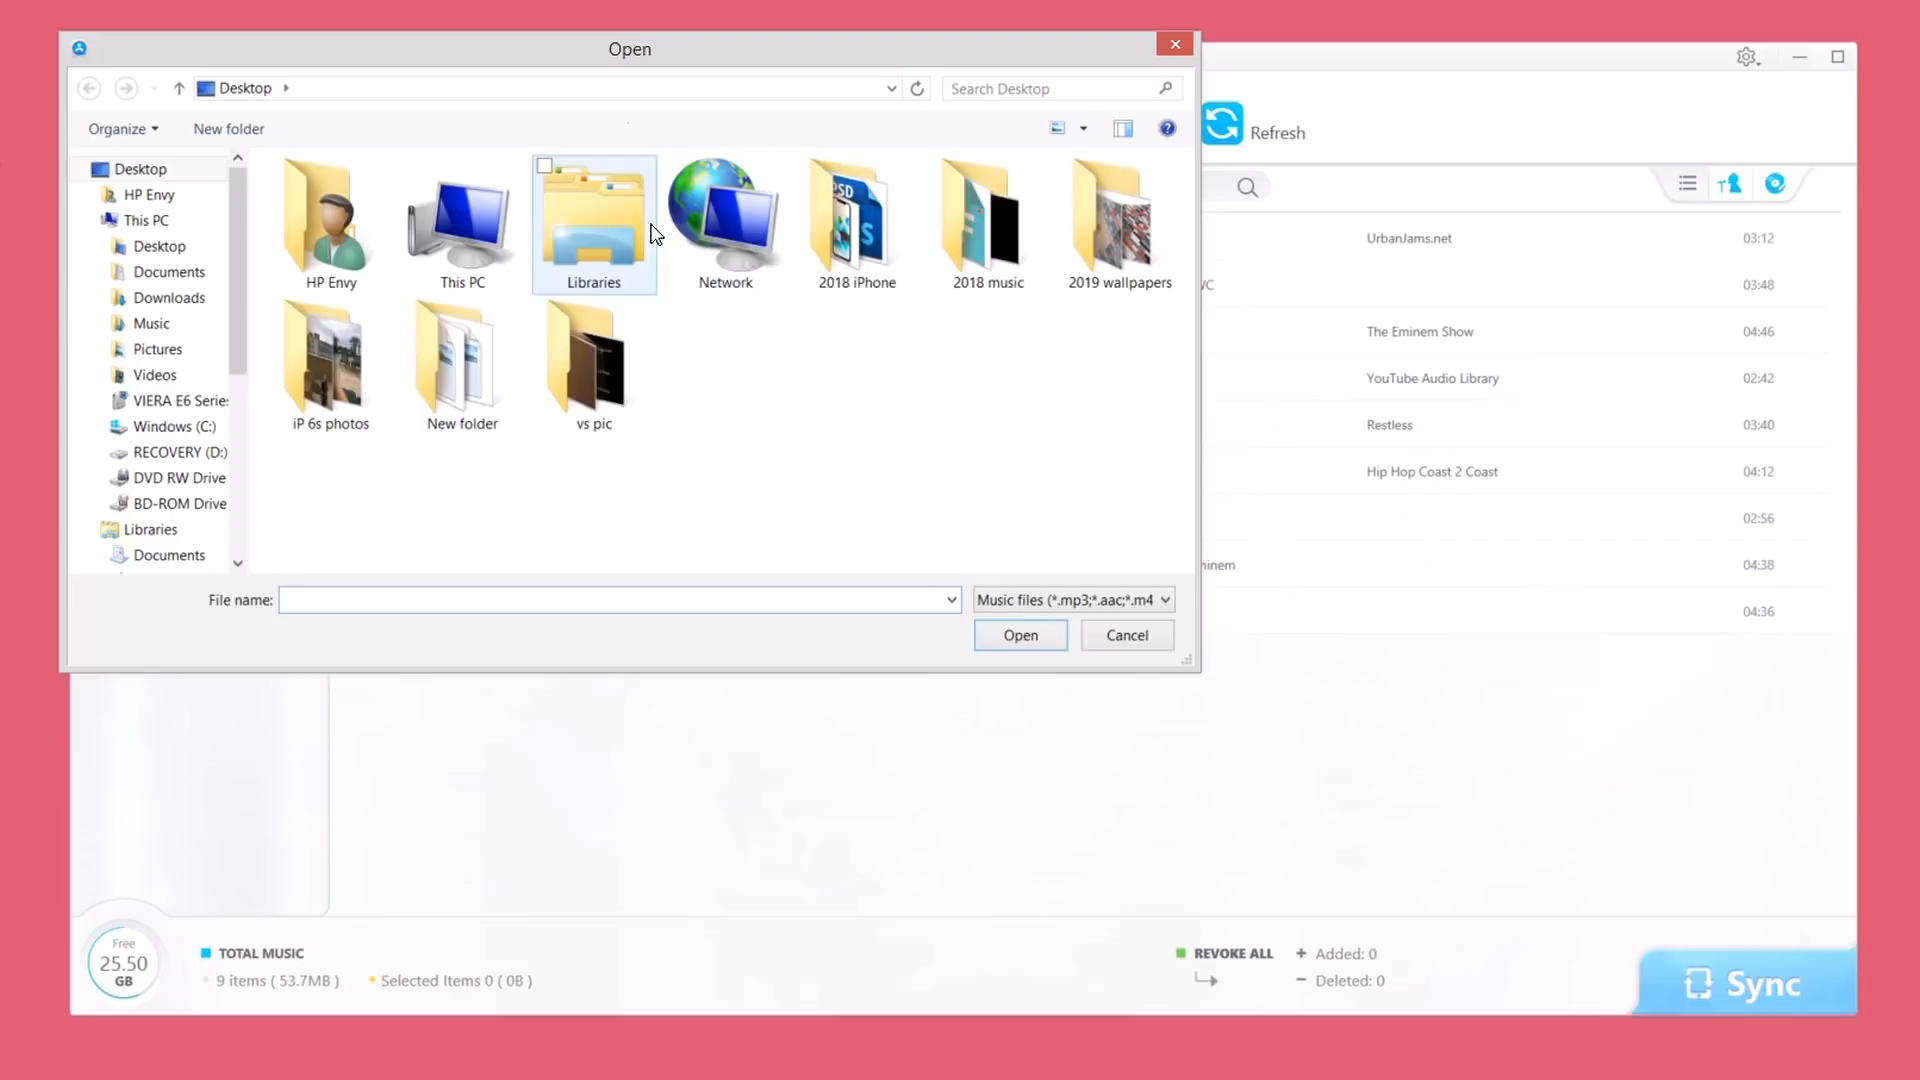 Open
Desktop
Search Desktop
Organize
New folder
Refresh
Desktop
HP Envy
This PC
Desktop
Documents
Downloads
Music
Pictures
Videos
VIERA E6 Serie
Windows (C:)
RECOVERY (D:)
DVD RW Drive
BD-ROM Drive
Libraries
Documents
PSD
S
HP Envy
This PC
Libraries
Network
2018 iPhone
2018 music
2019 wallpapers
iP 6s photos
New folder
vs pic
File name:
Music files (*.mp3;*.aac;*.m4
Open
Cancel
UrbanJams.net 03:12
03:48
The Eminem Show 04:46
YouTube Audio Library 02:42
Restless 03:40
Hip Hop Coast 2 Coast 04:12
02:56
04:38
04:36
Free
25.50
GB
TOTAL MUSIC
9 items ( 53.7MB )
Selected Items 0 ( 0B )
REVOKE ALL
+ Added: 0
− Deleted: 0
Sync